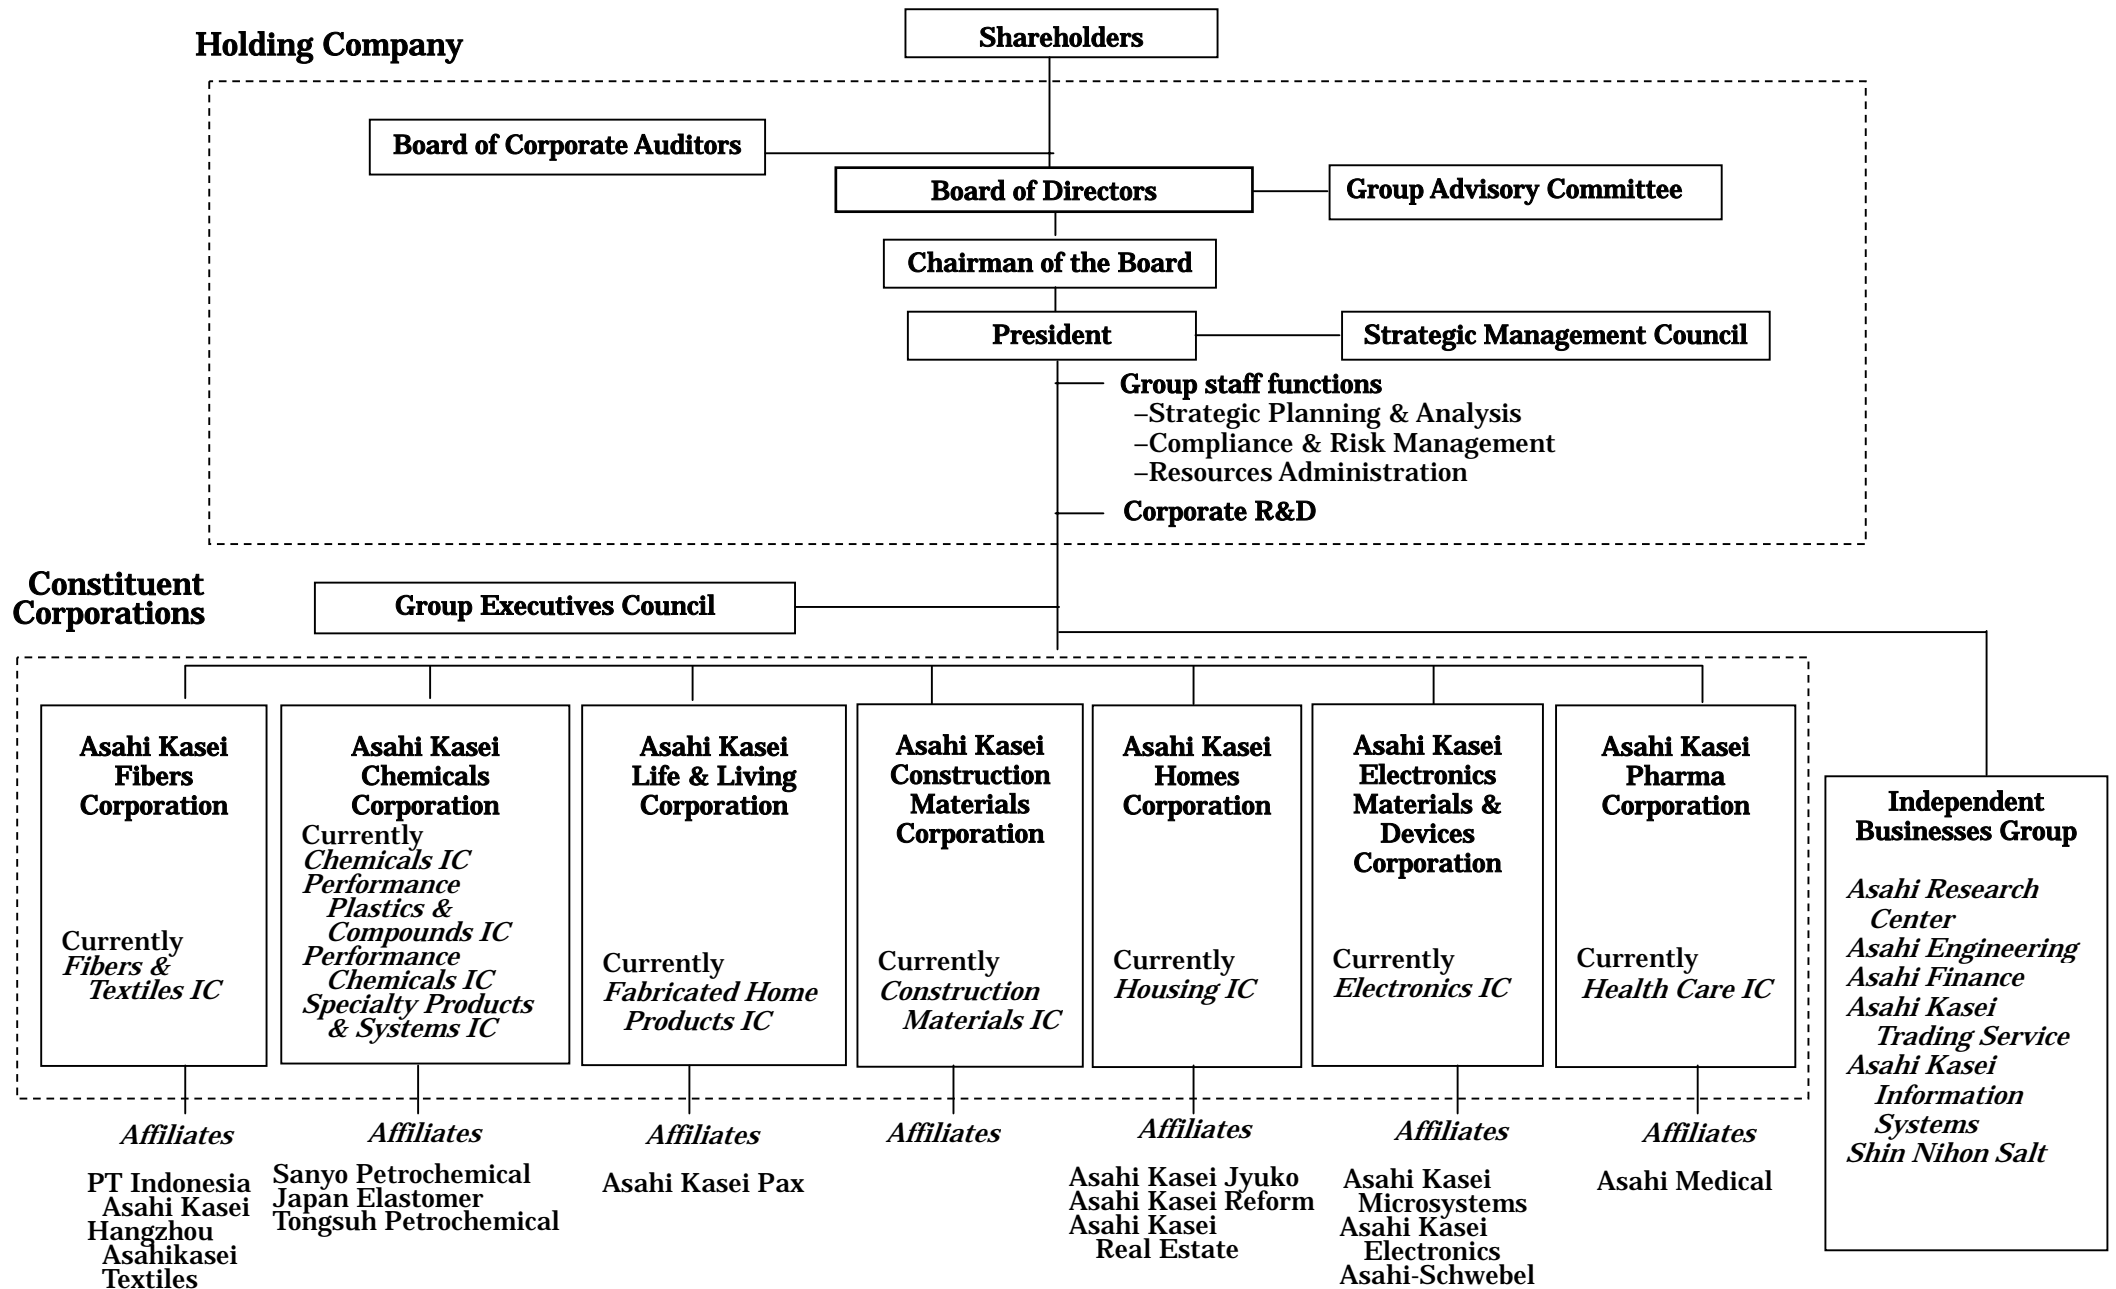 Holding Company
Shareholders
Board of Corporate Auditors
Board of Directors
Group Advisory Committee
Chairman of the Board
President
Strategic Management Council
Group staff functions
–Strategic Planning & Analysis
–Compliance & Risk Management
–Resources Administration
Corporate R&D
Constituent
Corporations
Group Executives Council
Asahi Kasei
Fibers
Corporation
Currently
Fibers &
Textiles IC
Asahi Kasei
Chemicals
Corporation
Currently
Chemicals IC
Performance
Plastics &
Compounds IC
Performance
Chemicals IC
Specialty Products
& Systems IC
Asahi Kasei
Life & Living
Corporation
Currently
Fabricated Home
Products IC
Asahi Kasei
Construction
Materials
Corporation
Currently
Construction
Materials IC
Asahi Kasei
Homes
Corporation
Currently
Housing IC
Asahi Kasei
Electronics
Materials &
Devices
Corporation
Currently
Electronics IC
Asahi Kasei
Pharma
Corporation
Currently
Health Care IC
Independent
Businesses Group
Asahi Research
Center
Asahi Engineering
Asahi Finance
Asahi Kasei
Trading Service
Asahi Kasei
Information
Systems
Shin Nihon Salt
Affiliates
PT Indonesia
Asahi Kasei
Hangzhou
Asahikasei
Textiles
Affiliates
Sanyo Petrochemical
Japan Elastomer
Tongsuh Petrochemical
Affiliates
Asahi Kasei Pax
Affiliates
Affiliates
Asahi Kasei Jyuko
Asahi Kasei Reform
Asahi Kasei
Real Estate
Affiliates
Asahi Kasei
Microsystems
Asahi Kasei
Electronics
Asahi-Schwebel
Affiliates
Asahi Medical